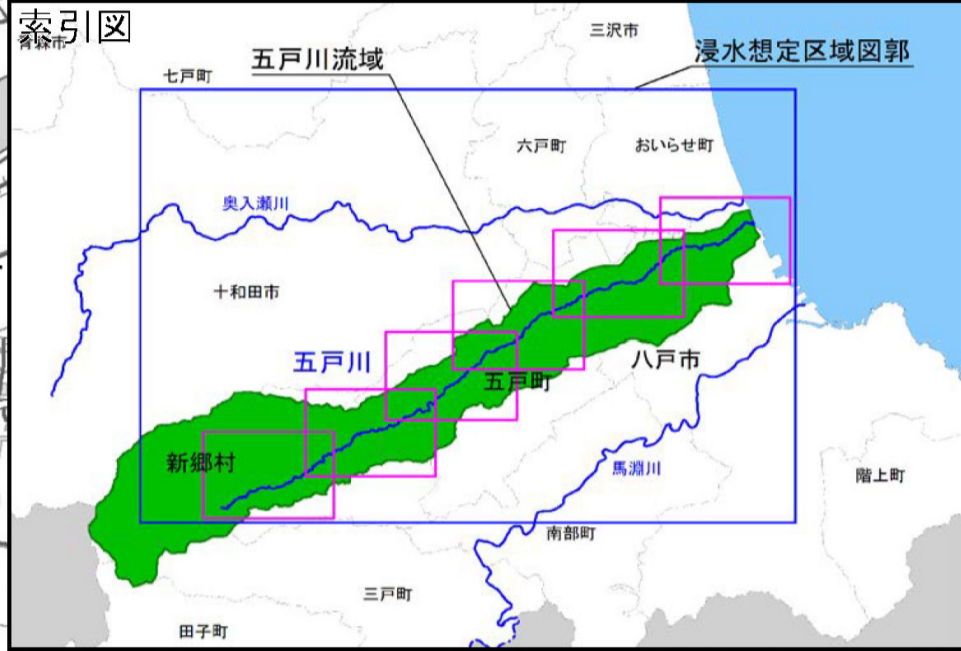 索引図
青森市
三沢市
五戸川流域
浸水想定区域図郭
七戸町
六戸町
おいらせ町
奥入瀬川
十和田市
五戸川
八戸市
五戸町
新郷村
馬淵川
階上町
南部町
三戸町
田子町